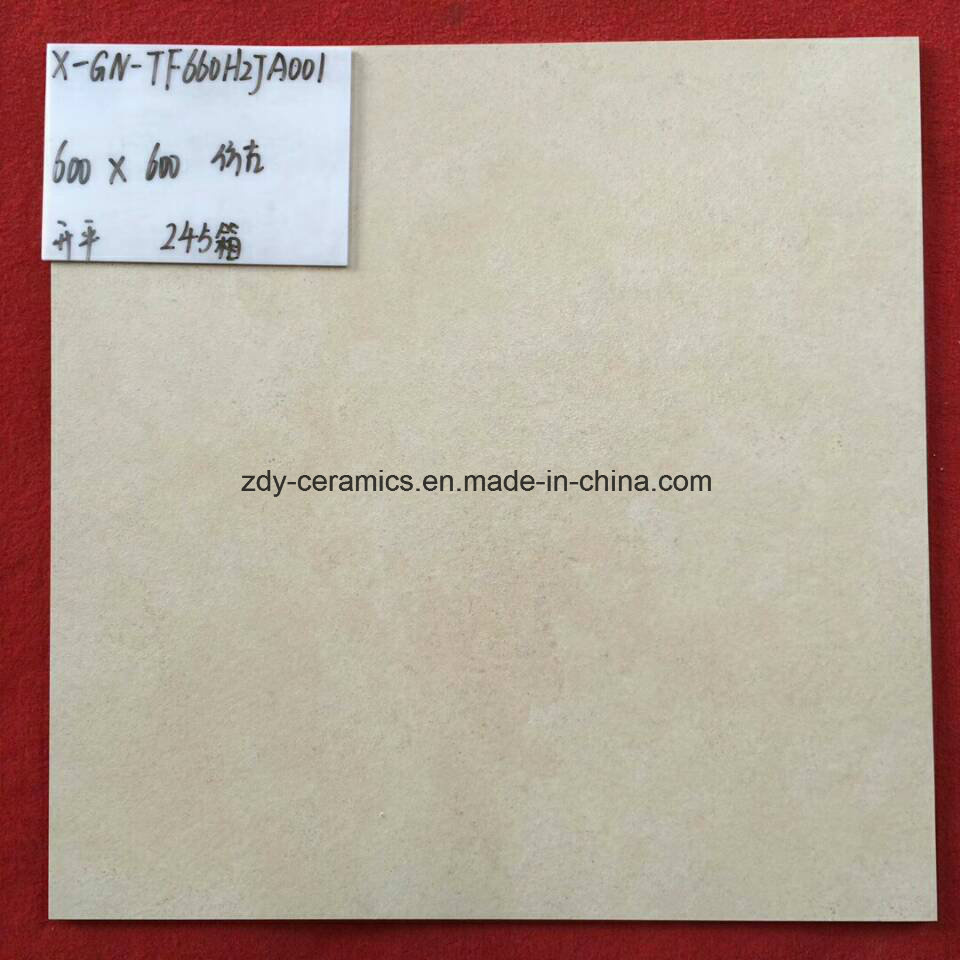 X-GN-TF660H2JA001
600 X 600 仿古
开平 245箱
zdy-ceramics.en.made-in-china.com